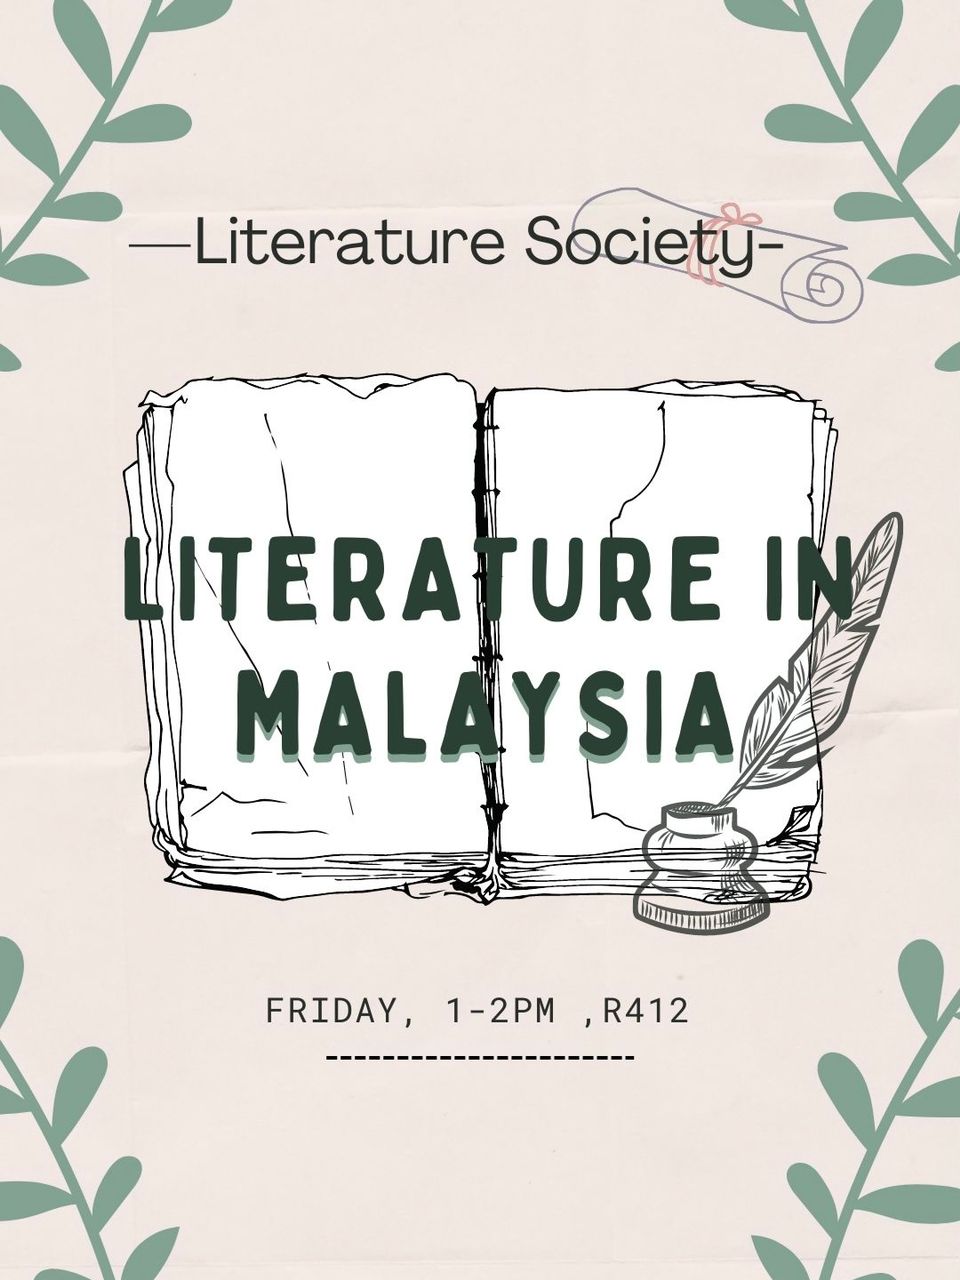 —Literature Society-
LITERATURE IN
MALAYSIA
FRIDAY, 1-2PM ,R412